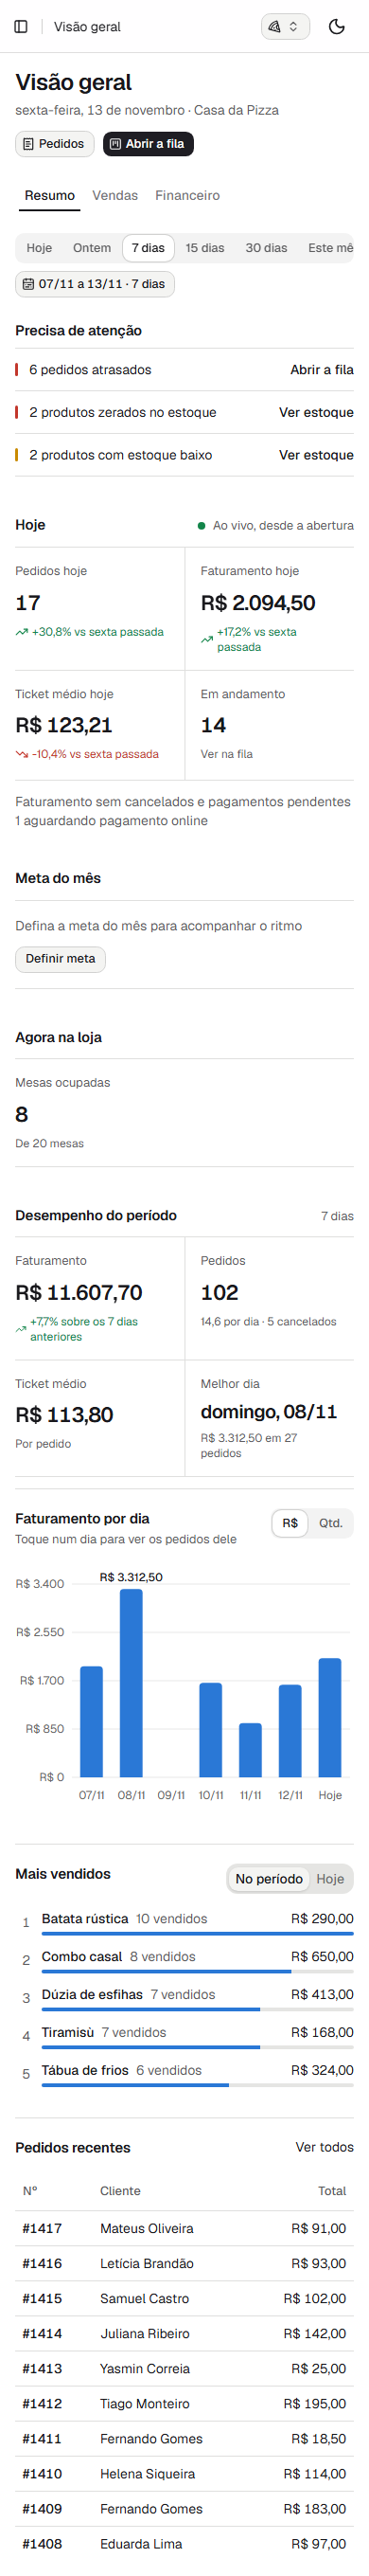 Visão geral
Visão geral
sexta-feira, 13 de novembro · Casa da Pizza
Pedidos
Abrir a fila
Resumo Vendas Financeiro
Hoje Ontem 7 dias 15 dias 30 dias Este mê
07/11 a 13/11 · 7 dias
Precisa de atenção
6 pedidos atrasados Abrir a fila
2 produtos zerados no estoque Ver estoque
2 produtos com estoque baixo Ver estoque
Hoje Ao vivo, desde a abertura
Pedidos hoje
17
+30,8% vs sexta passada
Faturamento hoje
R$ 2.094,50
+17,2% vs sexta
passada
Ticket médio hoje
R$ 123,21
-10,4% vs sexta passada
Em andamento
14
Ver na fila
Faturamento sem cancelados e pagamentos pendentes
1 aguardando pagamento online
Meta do mês
Defina a meta do mês para acompanhar o ritmo
Definir meta
Agora na loja
Mesas ocupadas
8
De 20 mesas
Desempenho do período 7 dias
Faturamento
R$ 11.607,70
+7,7% sobre os 7 dias
anteriores
Pedidos
102
14,6 por dia · 5 cancelados
Ticket médio
R$ 113,80
Por pedido
Melhor dia
domingo, 08/11
R$ 3.312,50 em 27
pedidos
Faturamento por dia
Toque num dia para ver os pedidos dele
R$ Qtd.
R$ 3.312,50
R$ 3.400
R$ 2.550
R$ 1.700
R$ 850
R$ 0
07/11 08/11 09/11 10/11 11/11 12/11 Hoje
Mais vendidos No período Hoje
1 Batata rústica 10 vendidos R$ 290,00
2 Combo casal 8 vendidos R$ 650,00
3 Dúzia de esfihas 7 vendidos R$ 413,00
4 Tiramisù 7 vendidos R$ 168,00
5 Tábua de frios 6 vendidos R$ 324,00
Pedidos recentes Ver todos
Nº Cliente Total
#1417 Mateus Oliveira R$ 91,00
#1416 Letícia Brandão R$ 93,00
#1415 Samuel Castro R$ 102,00
#1414 Juliana Ribeiro R$ 142,00
#1413 Yasmin Correia R$ 25,00
#1412 Tiago Monteiro R$ 195,00
#1411 Fernando Gomes R$ 18,50
#1410 Helena Siqueira R$ 114,00
#1409 Fernando Gomes R$ 183,00
#1408 Eduarda Lima R$ 97,00